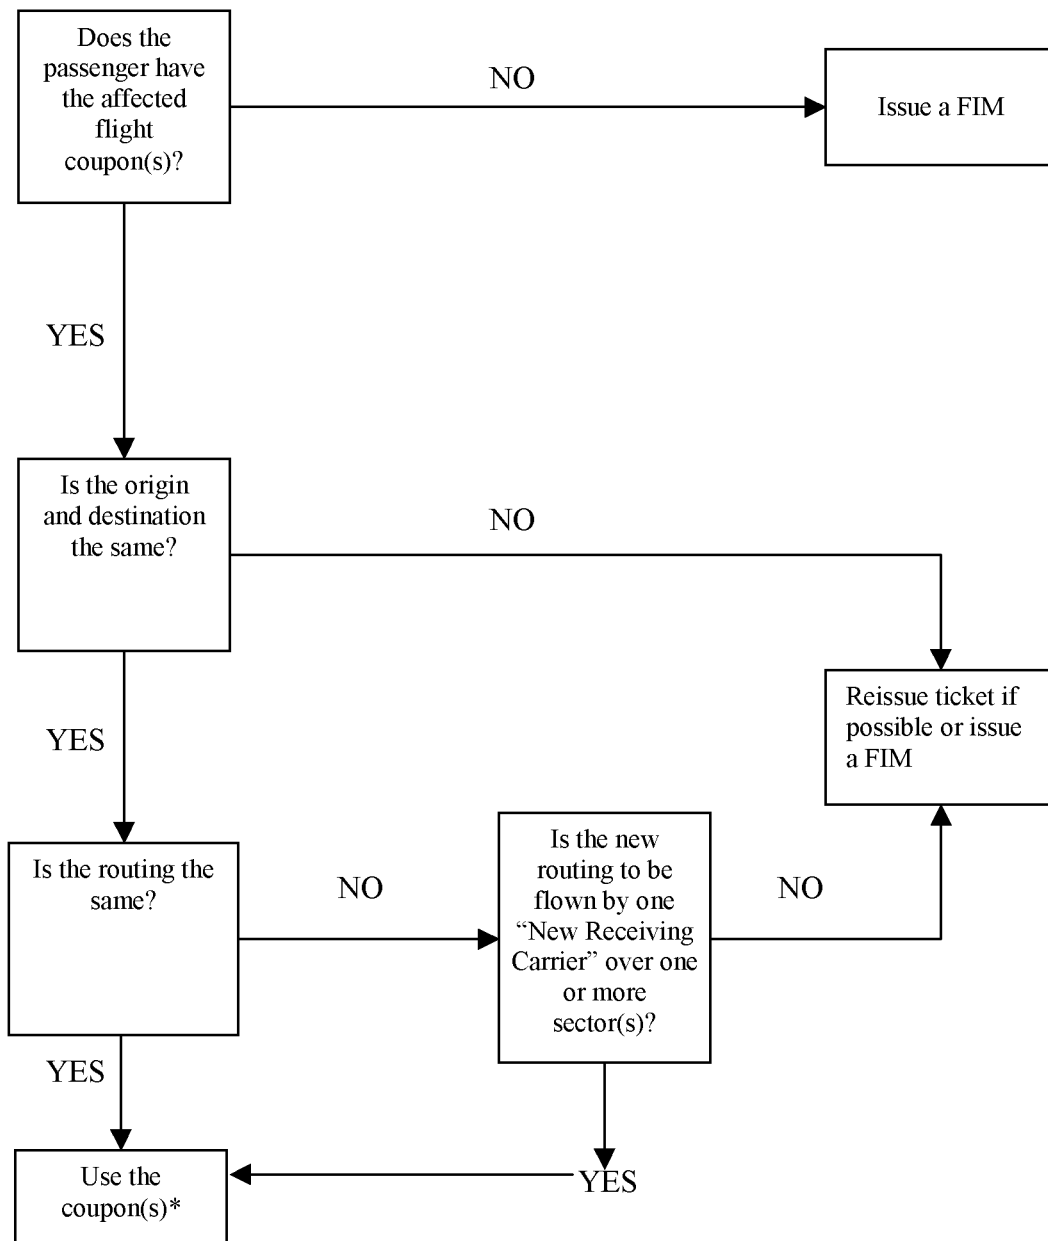 Does the
passenger have
the affected
flight
coupon(s)?
NO
Issue a FIM
YES
Is the origin
and destination
the same?
NO
YES
Reissue ticket if
possible or issue
a FIM
Is the routing the
same?
NO
Is the new
routing to be
flown by one
“New Receiving
Carrier” over one
or more
sector(s)?
NO
YES
Use the
coupon(s)*
YES